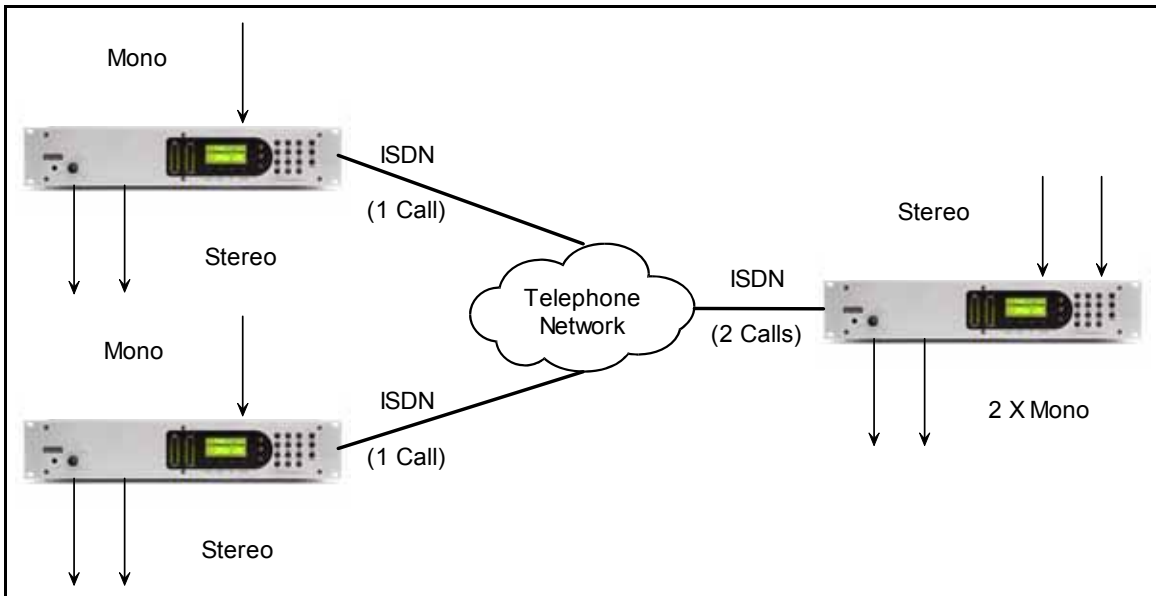 Mono
ISDN
(1 Call)
Stereo
Mono
ISDN
(1 Call)
Stereo
Telephone
Network
ISDN
(2 Calls)
Stereo
2 X Mono